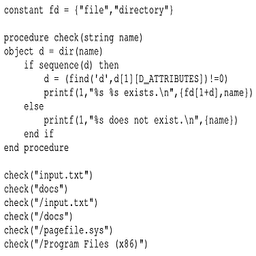 constant fd = {"file","directory"}

procedure check(string name)
object d = dir(name)
    if sequence(d) then
        d = (find('d',d[1][D_ATTRIBUTES])!=0)
        printf(1,"%s %s exists.\n",{fd[1+d],name})
    else
        printf(1,"%s does not exist.\n",{name})
    end if
end procedure

check("input.txt")
check("docs")
check("/input.txt")
check("/docs")
check("/pagefile.sys")
check("/Program Files (x86)")